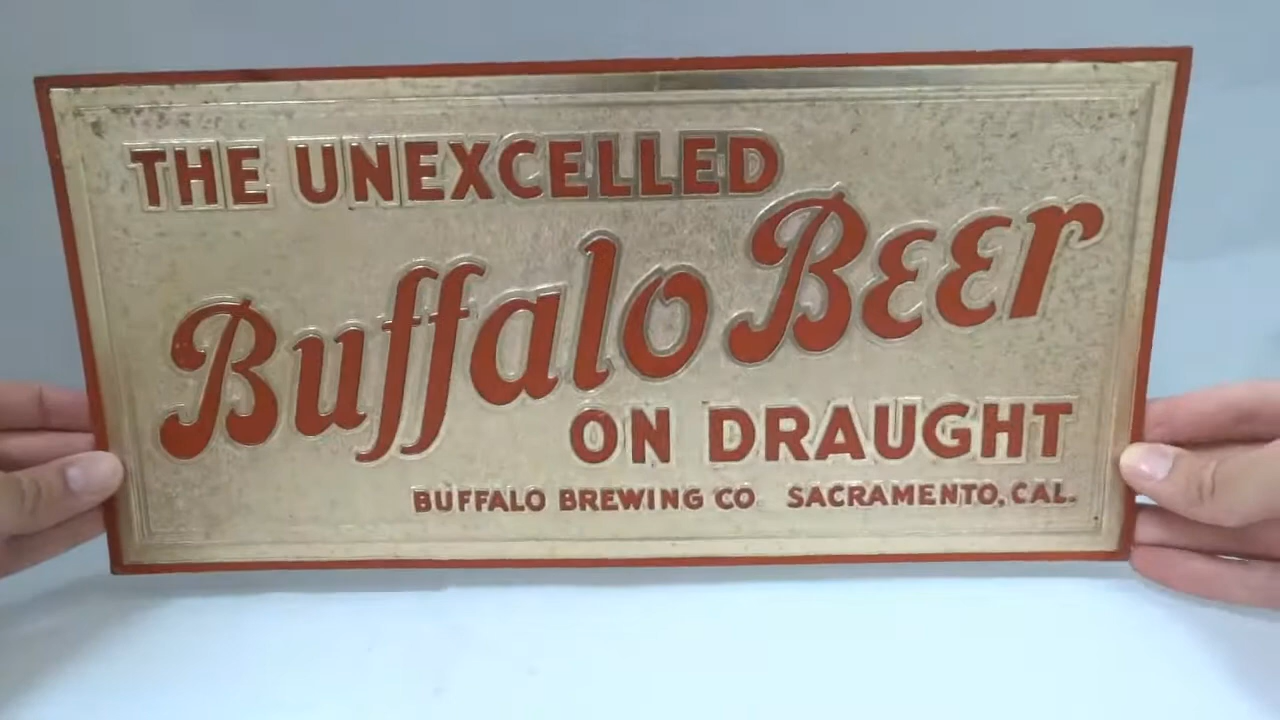 THE UNEXCELLED
Buffalo Beer
ON DRAUGHT
BUFFALO BREWING CO SACRAMENTO, CAL.